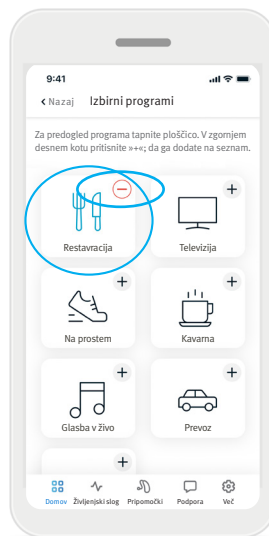 9:41
Nazaj Izbirni programi
Za predogled programa tapnite ploščico. V zgornjem
desnem kotu pritisnite »+«; da ga dodate na seznam.
Restavracija Televizija
Na prostem Kavarna
Glasba v živo Prevoz
Domov Življenjski slog Pripomočki Podpora Več